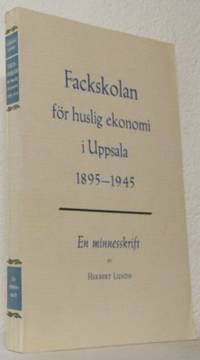 Fackskolan
för huslig ekonomi
i Uppsala
1895–1945
En minnesskrift
av
HERBERT LUNDH